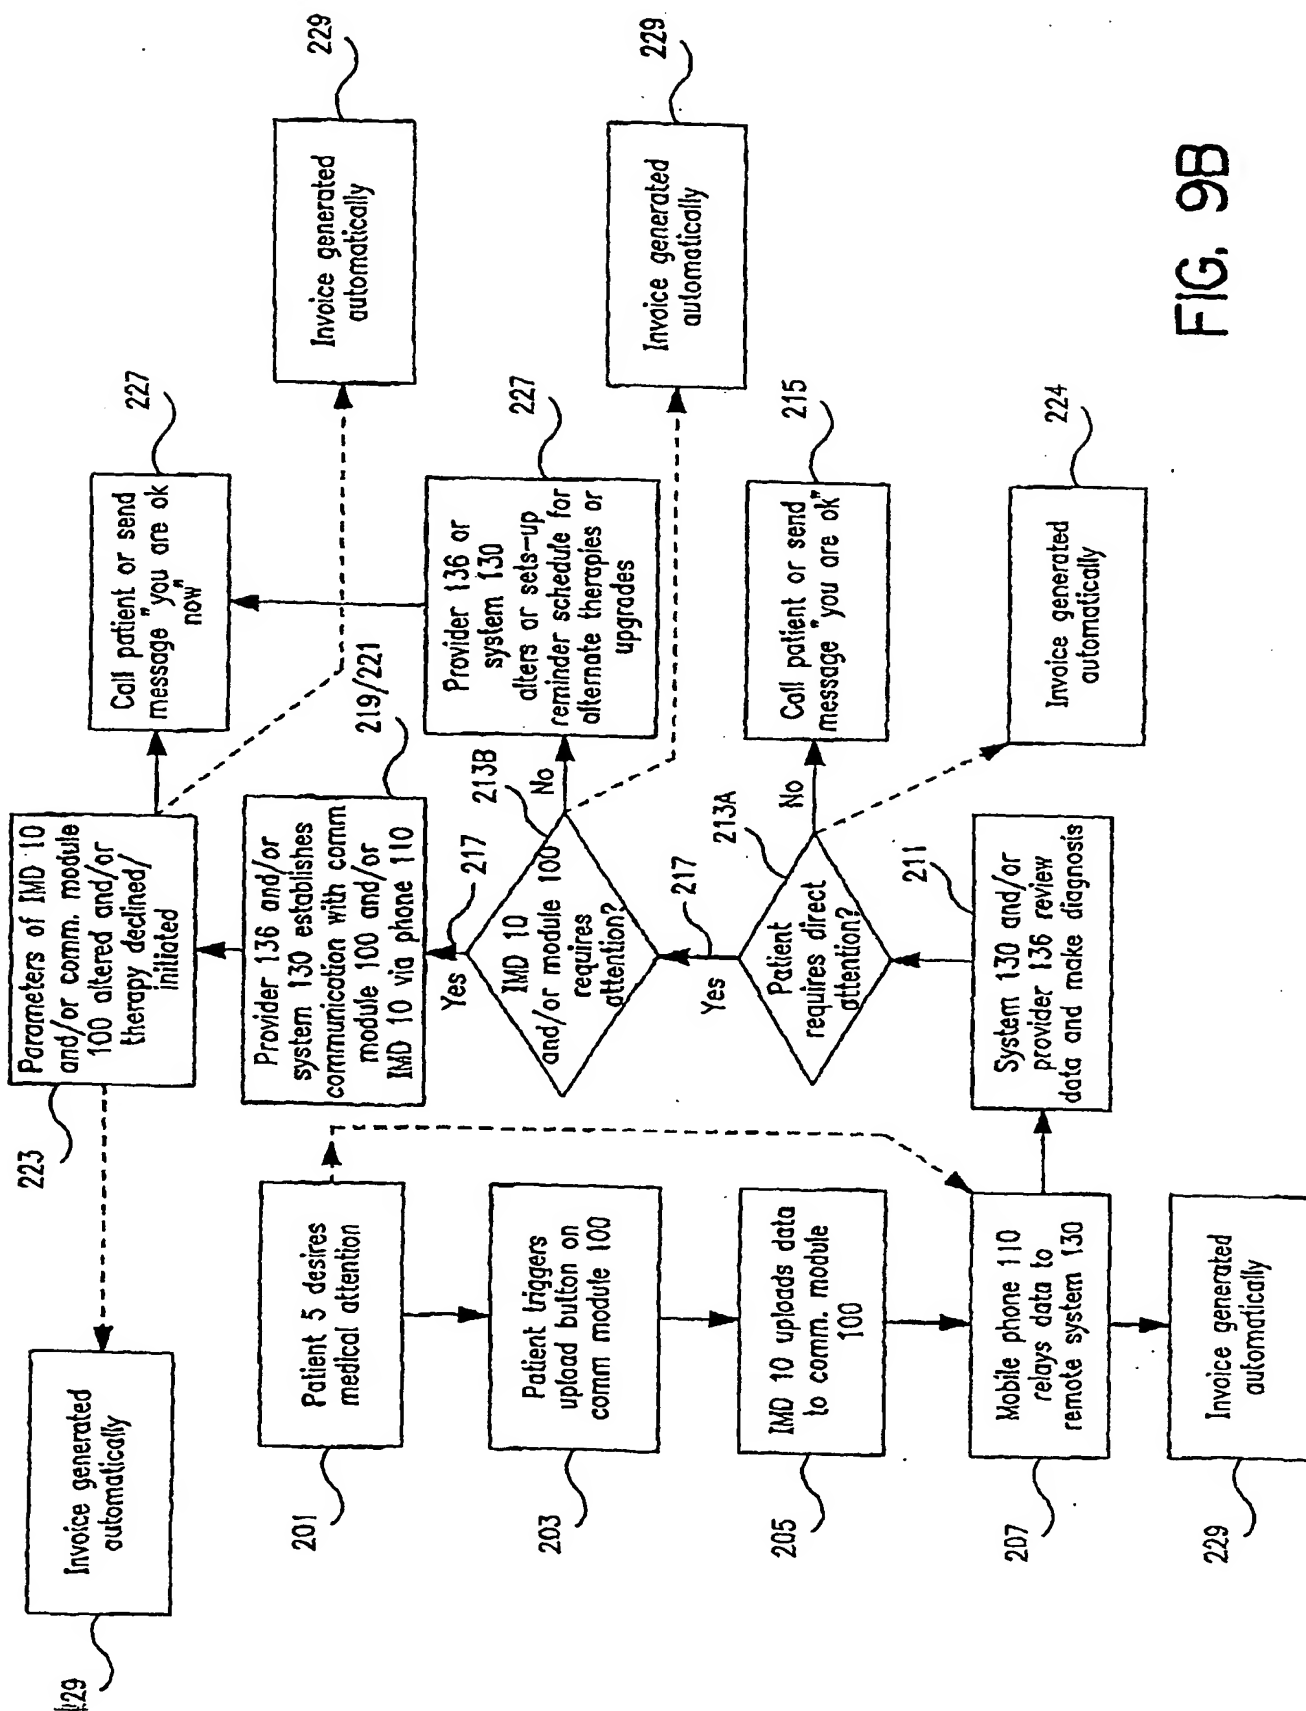 229
Invoice generated
automatically
223
Parameters of IMD 10
and/or comm. module
100 altered and/or
therapy declined/
initiated
Call patient or send
message "you are ok
now"
227
201
Patient 5 desires
medical attention
Provider 136 and/or
system 130 establishes
communication with comm
module 100 and/or
IMD 10 via phone 110
219/221
Invoice generated
automatically
229
203
Patient triggers
upload button on
comm module 100
Yes
217
IMD 10
and/or module 100
requires
attention?
213B
No
Provider 136 or
system 130
alters or sets-up
reminder schedule for
alternate therapies or
upgrades
227
Invoice generated
automatically
229
205
IMD 10 uploads data
to comm. module
100
Yes
217
Patient
requires direct
attention?
213A
No
Call patient or send
message "you are ok"
215
207
Mobile phone 110
relays data to
remote system 130
System 130 and/or
provider 136 review
data and make diagnosis
211
Invoice generated
automatically
224
229
Invoice generated
automatically
FIG. 9B